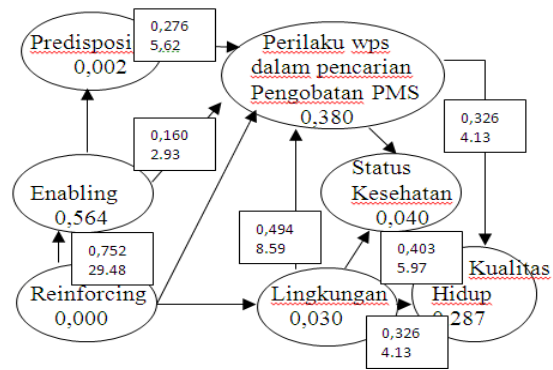 Predisposi
0,002
0,276
5,62
Perilaku wps
dalam pencarian
Pengobatan PMS
0,380
0,160
2.93
0,326
4.13
Enabling
0,564
Status
Kesehatan
0,040
0,494
8.59
0,752
29.48
0,403
5.97
Kualitas
Hidup
0,287
Reinforcing
0,000
Lingkungan
0,030
0,326
4.13